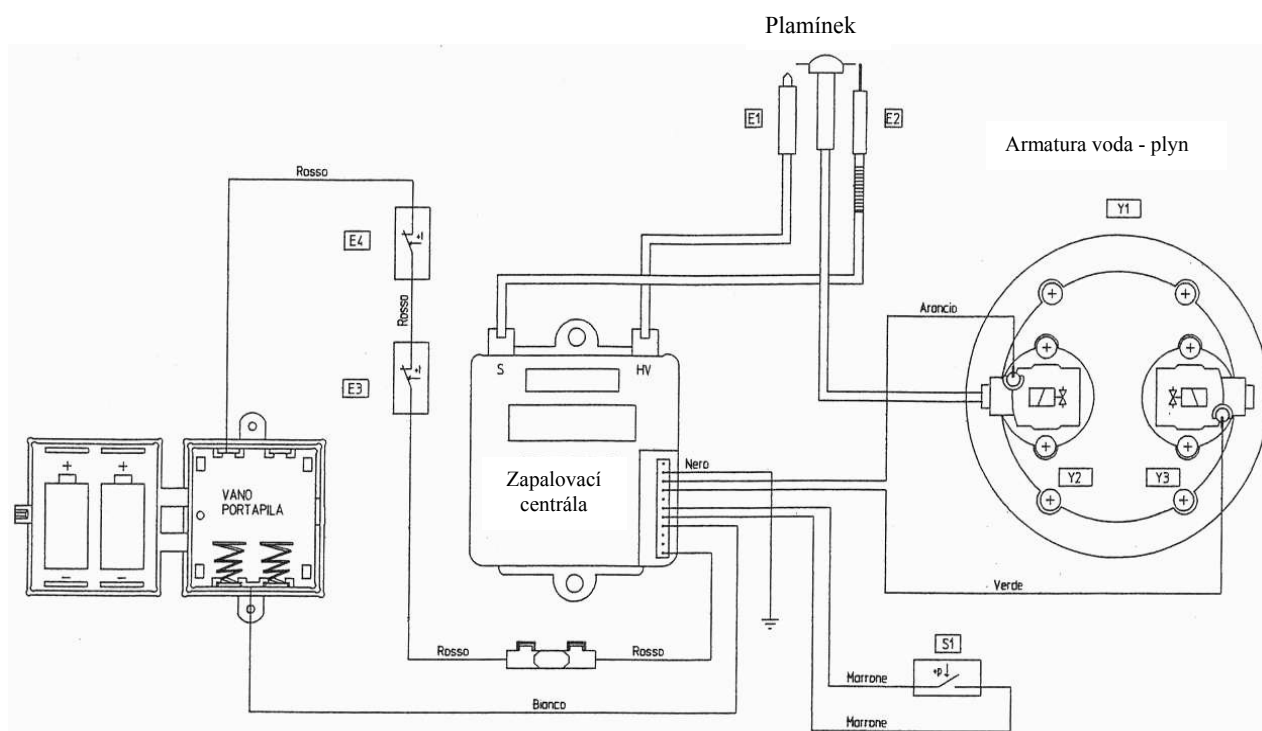 Plamínek
E1
E2
Armatura voda - plyn
Y1
Rosso
E4
+t
Rosso
E3
+t
Arancio
S
HV
Zapalovací
centrála
Nero
Y2
Y3
+
+
VANO
PORTAPILA
-
-
Verde
Rosso
Rosso
S1
+p
Marrone
Bianco
Marrone